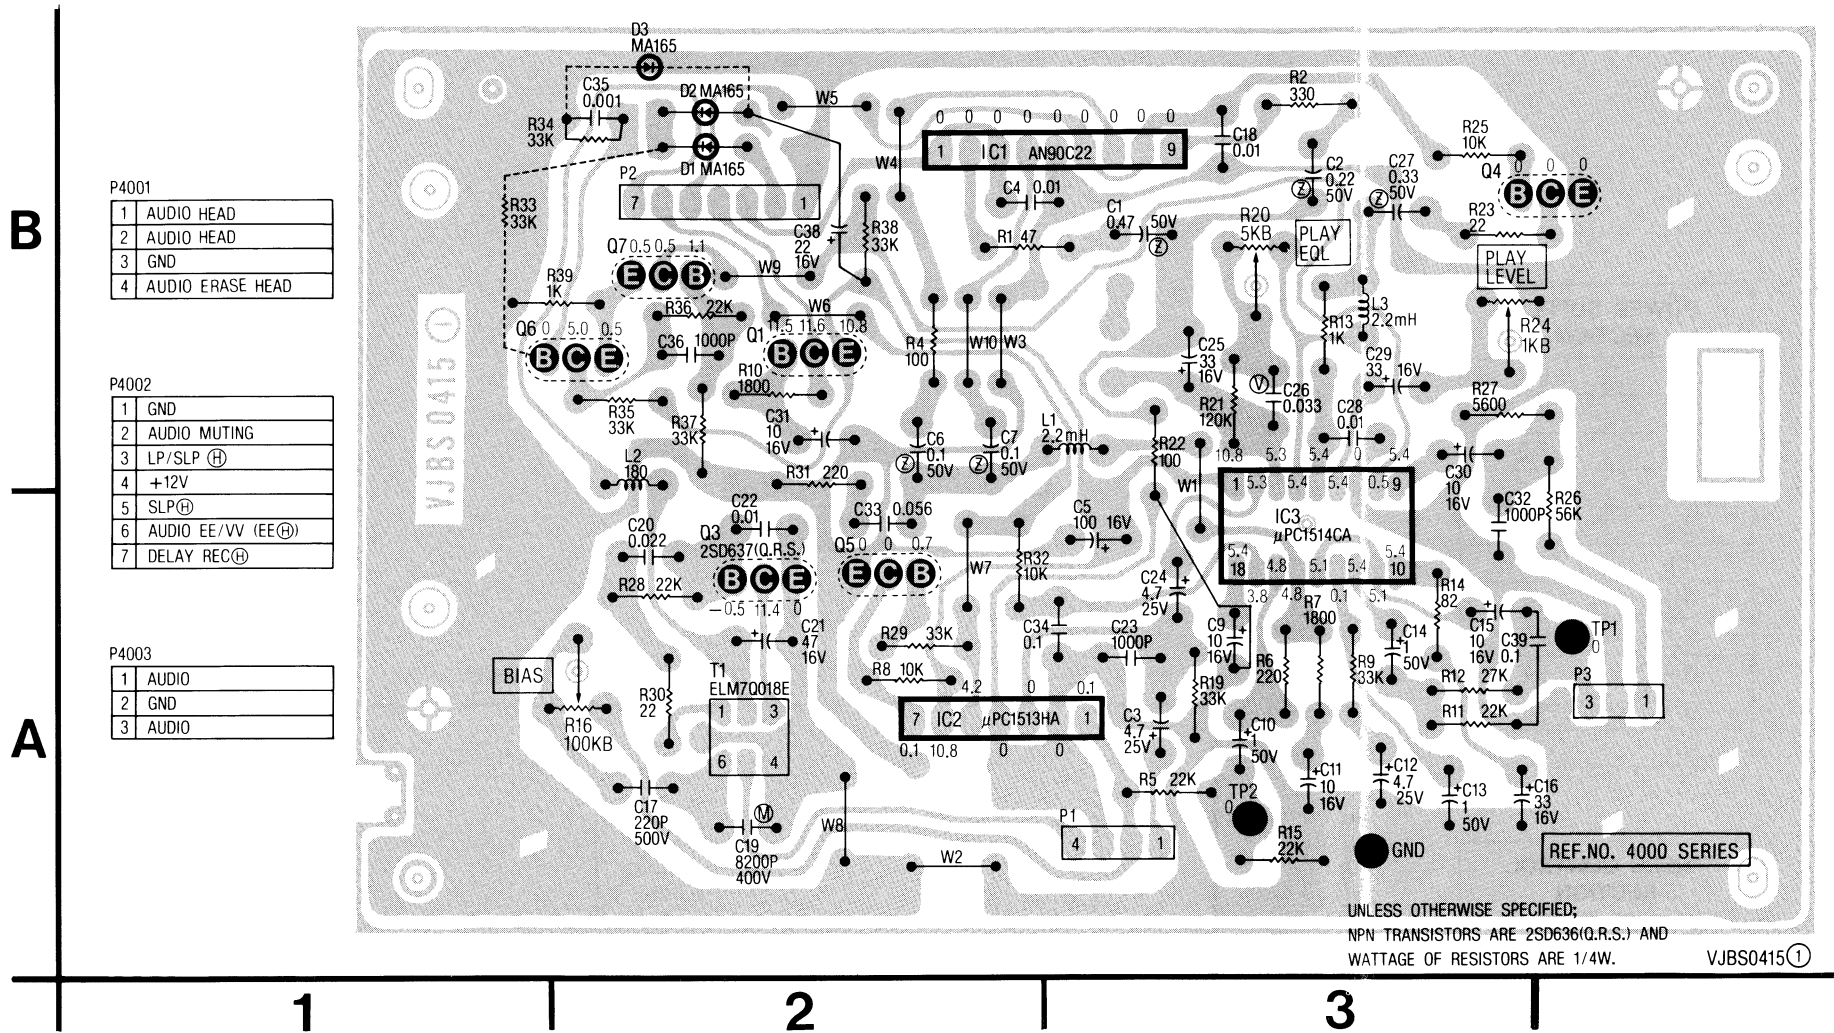 B
A
1
2
3
P4001
1 AUDIO HEAD
2 AUDIO HEAD
3 GND
4 AUDIO ERASE HEAD
P4002
1 GND
2 AUDIO MUTING
3 LP/SLP Ⓗ
4 +12V
5 SLPⒽ
6 AUDIO EE/VV (EEⒽ)
7 DELAY RECⒽ
P4003
1 AUDIO
2 GND
3 AUDIO
VJBS0415 ①
D3
MA165
C35
0.001
D2 MA165
R34
33K
D1 MA165
W5
W4
0 0 0 0 0 0 0 0 0
1 IC1 AN90C22 9
R2
330
C18
0.01
C2
0.22
50V
Ⓩ
C27
0.33
50V
Ⓩ
R25
10K
Q4
0 0 0
B C E
P2
7 1
R33
33K
C38
22
16V
+
R38
33K
C4 0.01
C1
0.47 50V
Ⓩ
R1 47
R20
5KB
PLAY
EQL
R23
22
PLAY
LEVEL
Q7 0.5 0.5 1.1
E C B
W9
R39
1K
R36 22K
W6
Q6 0 5.0 0.5
B C E
C36 1000P
Q1
11.5 11.6 10.8
B C E
R4
100
W10
W3
C25
33
16V
+
R13
1K
L3
2.2mH
R24
1KB
C29
33 + 16V
R10
1800
Ⓥ
C26
0.033
R21
120K
R27
5600
R35
33K
R37
33K
C31
10
16V
+
C6
0.1
50V
Ⓩ
C7
0.1
50V
Ⓩ
L1
2.2mH
R22
100
C28
0.01
L2
180
R31 220
W1
10.8 5.3 5.4 0 5.4
1 5.3 5.4 5.4 0.5 9
IC3
μPC1514CA
5.4 5.4
18 4.8 5.1 5.4 10
3.8 4.8 0.1 5.1
+
C30
10
16V
C32
1000P
R26
56K
C22
0.01
C33 0.056
C5
100 16V
+
C20
0.022
Q3
2SD637(Q.R.S.)
B C E
−0.5 11.4 0
Q5 0 0 0.7
E C B
W7
R32
10K
R28 22K
C24
4.7
25V
+
R7
1800
R14
82
C21
47
16V
+
R29 33K
C34
0.1
C23
1000P
C9
10
16V
+
C14
1
50V
+
C15
10
16V
+
C39
0.1
TP1
0
BIAS
R16
100KB
R30
22
T1
ELM7Q018E
1 3
6 4
R8 10K
4.2 0 0.1
7 IC2 μPC1513HA 1
0.1 10.8 0 0
C3
4.7
25V
+
R19
33K
R6
220
R9
33K
R12 27K
R11 22K
P3
3 1
C10
1
50V
+
C17
220P
500V
R5 22K
C11
10
16V
+
C12
4.7
25V
+
C13
1
50V
+
C16
33
16V
+
TP2
0
Ⓜ
C19
8200P
400V
W8
P1
4 1
R15
22K
GND
W2
REF.NO. 4000 SERIES
UNLESS OTHERWISE SPECIFIED;
NPN TRANSISTORS ARE 2SD636(Q.R.S.) AND
WATTAGE OF RESISTORS ARE 1/4W.
VJBS0415①